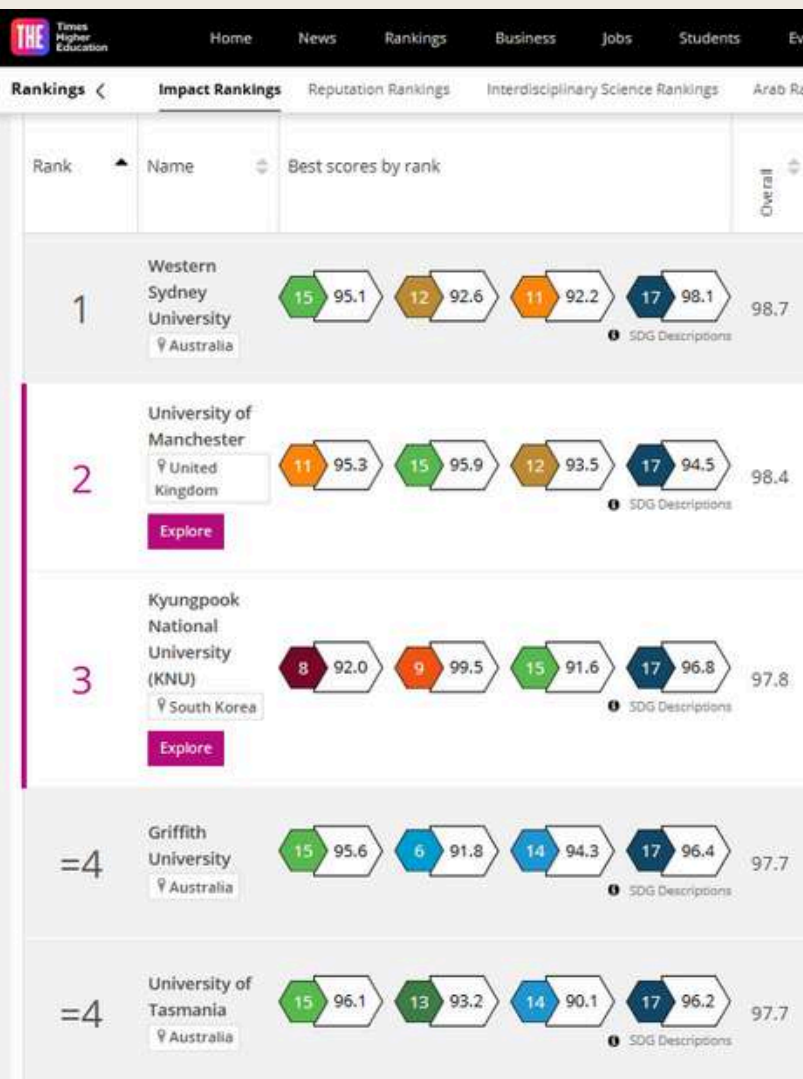 THE Times
Higher
Education
Home News Rankings Business Jobs Students Ev
Rankings < Impact Rankings Reputation Rankings Interdisciplinary Science Rankings Arab Ra
Rank Name Best scores by rank Overall
1
Western
Sydney
University
Australia
15 95.1 12 92.6 11 92.2 17 98.1
SDG Descriptions
98.7
2
University of
Manchester
United
Kingdom
Explore
11 95.3 15 95.9 12 93.5 17 94.5
SDG Descriptions
98.4
3
Kyungpook
National
University
(KNU)
South Korea
Explore
8 92.0 9 99.5 15 91.6 17 96.8
SDG Descriptions
97.8
=4
Griffith
University
Australia
15 95.6 6 91.8 14 94.3 17 96.4
SDG Descriptions
97.7
=4
University of
Tasmania
Australia
15 96.1 13 93.2 14 90.1 17 96.2
SDG Descriptions
97.7